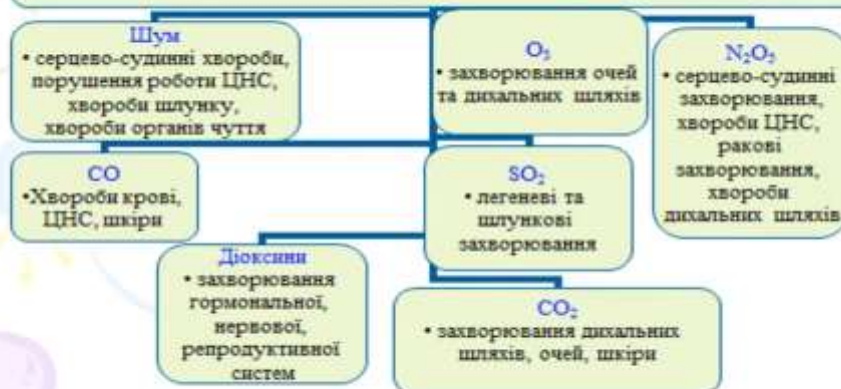 Шум
• серцево-судинні хвороби,
порушення роботи ЦНС,
хвороби шлунку,
хвороби органів чуття
O₃
• захворювання очей
та дихальних шляхів
N₂O₅
• серцево-судинні
захворювання,
хвороби ЦНС,
ракові
захворювання,
хвороби
дихальних шляхів
CO
•Хвороби крові,
ЦНС, шкіри
SO₂
• легеневі та
шлункові
захворювання
Діоксини
• захворювання
гормональної,
нервової,
репродуктивної
систем
CO₂
• захворювання дихальних
шляхів, очей, шкіри